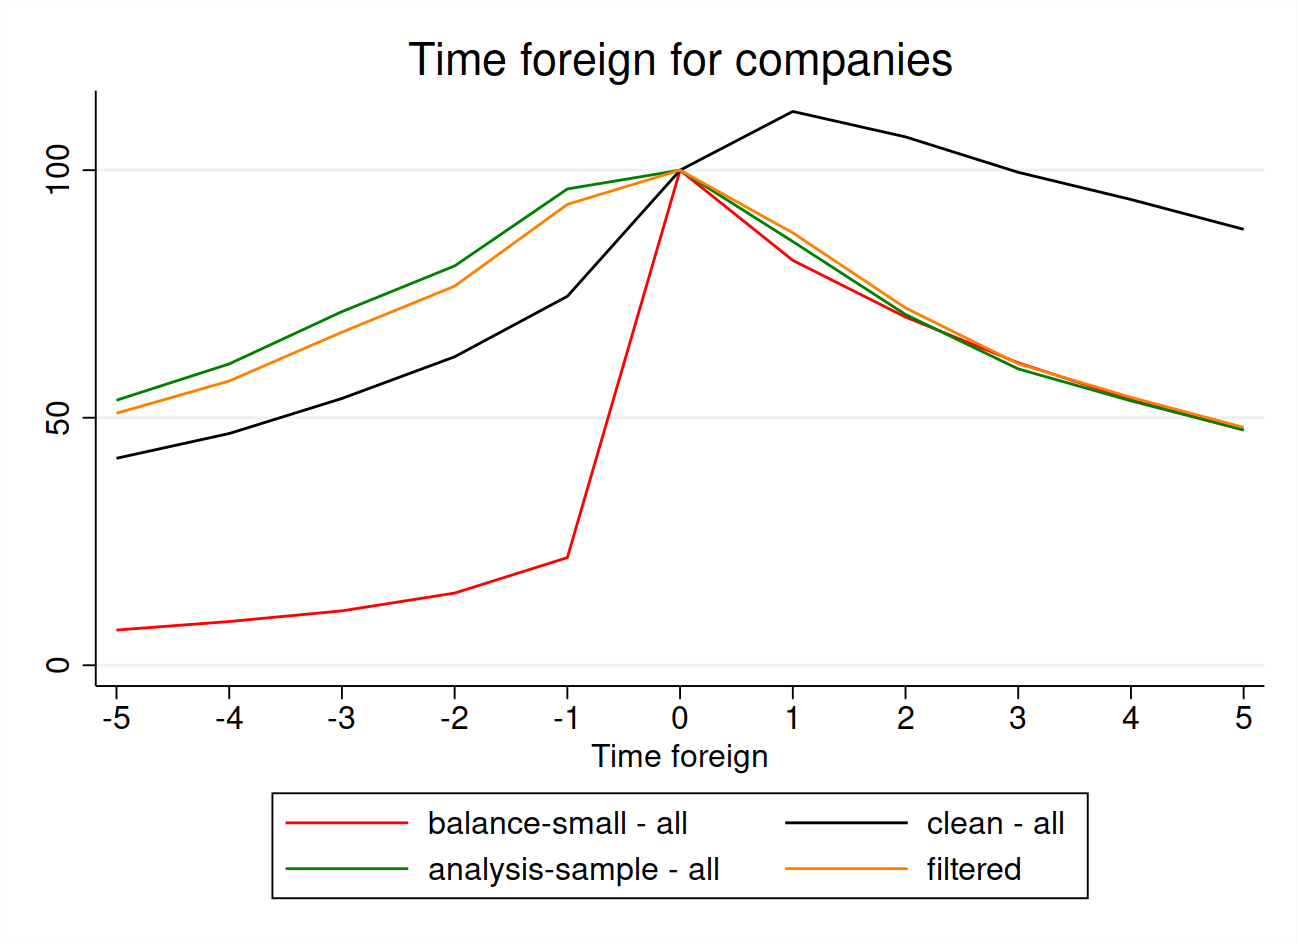 Time foreign for companies
100
50
0
-5 -4 -3 -2 -1 0 1 2 3 4 5
Time foreign
balance-small - all clean - all
analysis-sample - all filtered